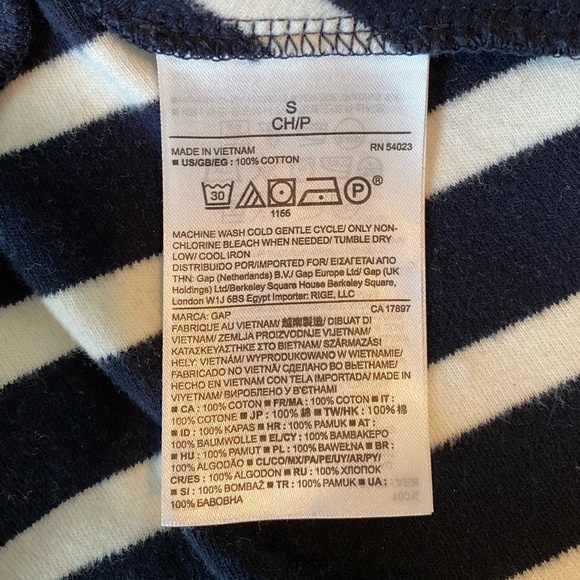 S
CH/P
MADE IN VIETNAM RN 54023
■ US/GB/EG : 100% COTTON
30 P ®
1156
MACHINE WASH COLD GENTLE CYCLE/ ONLY NON-
CHLORINE BLEACH WHEN NEEDED/ TUMBLE DRY
LOW/ COOL IRON
DISTRIBUIDO POR/IMPORTED FOR/ ΕΙΣΑΓΕΤΑΙ ΑΠΟ
ΤΗΝ: Gap (Netherlands) B.V./ Gap Europe Ltd/ Gap (UK
Holdings) Ltd/Berkeley Square House Berkeley Square,
London W1J 6BS Egypt Importer: RIGE, LLC
MARCA: GAP CA 17897
FABRIQUE AU VIETNAM/ 越南製造/ DIBUAT DI
VIETNAM/ ZEMLJA PROIZVODNJE VIJETNAM/
ΚΑΤΑΣΚΕΥΑΣΤΗΚΕ ΣΤΟ ΒΙΕΤΝΑΜ/ SZÁRMAZÁSI
HELY: VIETNÁM/ WYPRODUKOWANO W WIETNAMIE/
FABRICADO NO VIETNÃ/ СДЕЛАНО ВО ВЬЕТНАМЕ/
HECHO EN VIETNAM CON TELA IMPORTADA/ MADE IN
VIYETNAM/ ВИРОБЛЕНО У В'ЄТНАМІ
■ CA : 100% COTON ■ FR/MA : 100% COTON ■ IT :
100% COTONE ■ JP : 100% 綿 ■ TW/HK : 100% 棉
■ ID : 100% KAPAS ■ HR : 100% PAMUK ■ AT :
100% BAUMWOLLE ■ EL/CY : 100% ΒΑΜΒΑΚΕΡΟ
■ HU : 100% PAMUT ■ PL : 100% BAWEŁNA ■ BR :
100% ALGODÃO ■ CL/CO/MX/PA/PE/UY/AR/PY/
CR/ES : 100% ALGODON ■ RU : 100% ХЛОПОК
■ SI : 100% BOMBAŽ ■ TR : 100% PAMUK ■ UA :
100% БАВОВНА